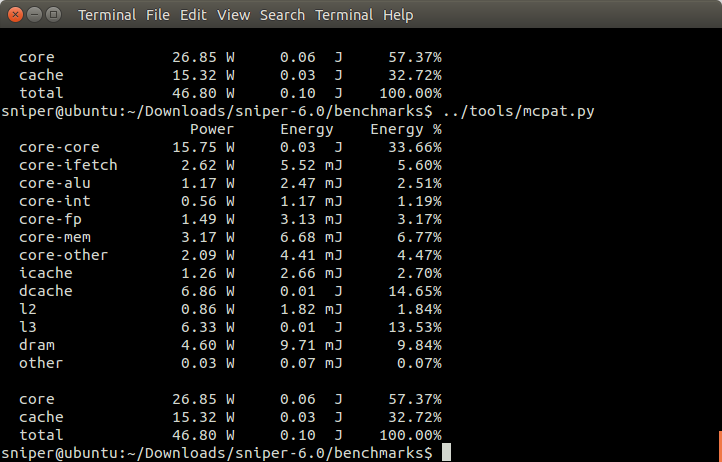 Terminal File Edit View Search Terminal Help
core 26.85 W 0.06 J 57.37%
cache 15.32 W 0.03 J 32.72%
total 46.80 W 0.10 J 100.00%
sniper@ubuntu:~/Downloads/sniper-6.0/benchmarks$ ../tools/mcpat.py
Power Energy Energy %
core-core 15.75 W 0.03 J 33.66%
core-ifetch 2.62 W 5.52 mJ 5.60%
core-alu 1.17 W 2.47 mJ 2.51%
core-int 0.56 W 1.17 mJ 1.19%
core-fp 1.49 W 3.13 mJ 3.17%
core-mem 3.17 W 6.68 mJ 6.77%
core-other 2.09 W 4.41 mJ 4.47%
icache 1.26 W 2.66 mJ 2.70%
dcache 6.86 W 0.01 J 14.65%
l2 0.86 W 1.82 mJ 1.84%
l3 6.33 W 0.01 J 13.53%
dram 4.60 W 9.71 mJ 9.84%
other 0.03 W 0.07 mJ 0.07%
core 26.85 W 0.06 J 57.37%
cache 15.32 W 0.03 J 32.72%
total 46.80 W 0.10 J 100.00%
sniper@ubuntu:~/Downloads/sniper-6.0/benchmarks$